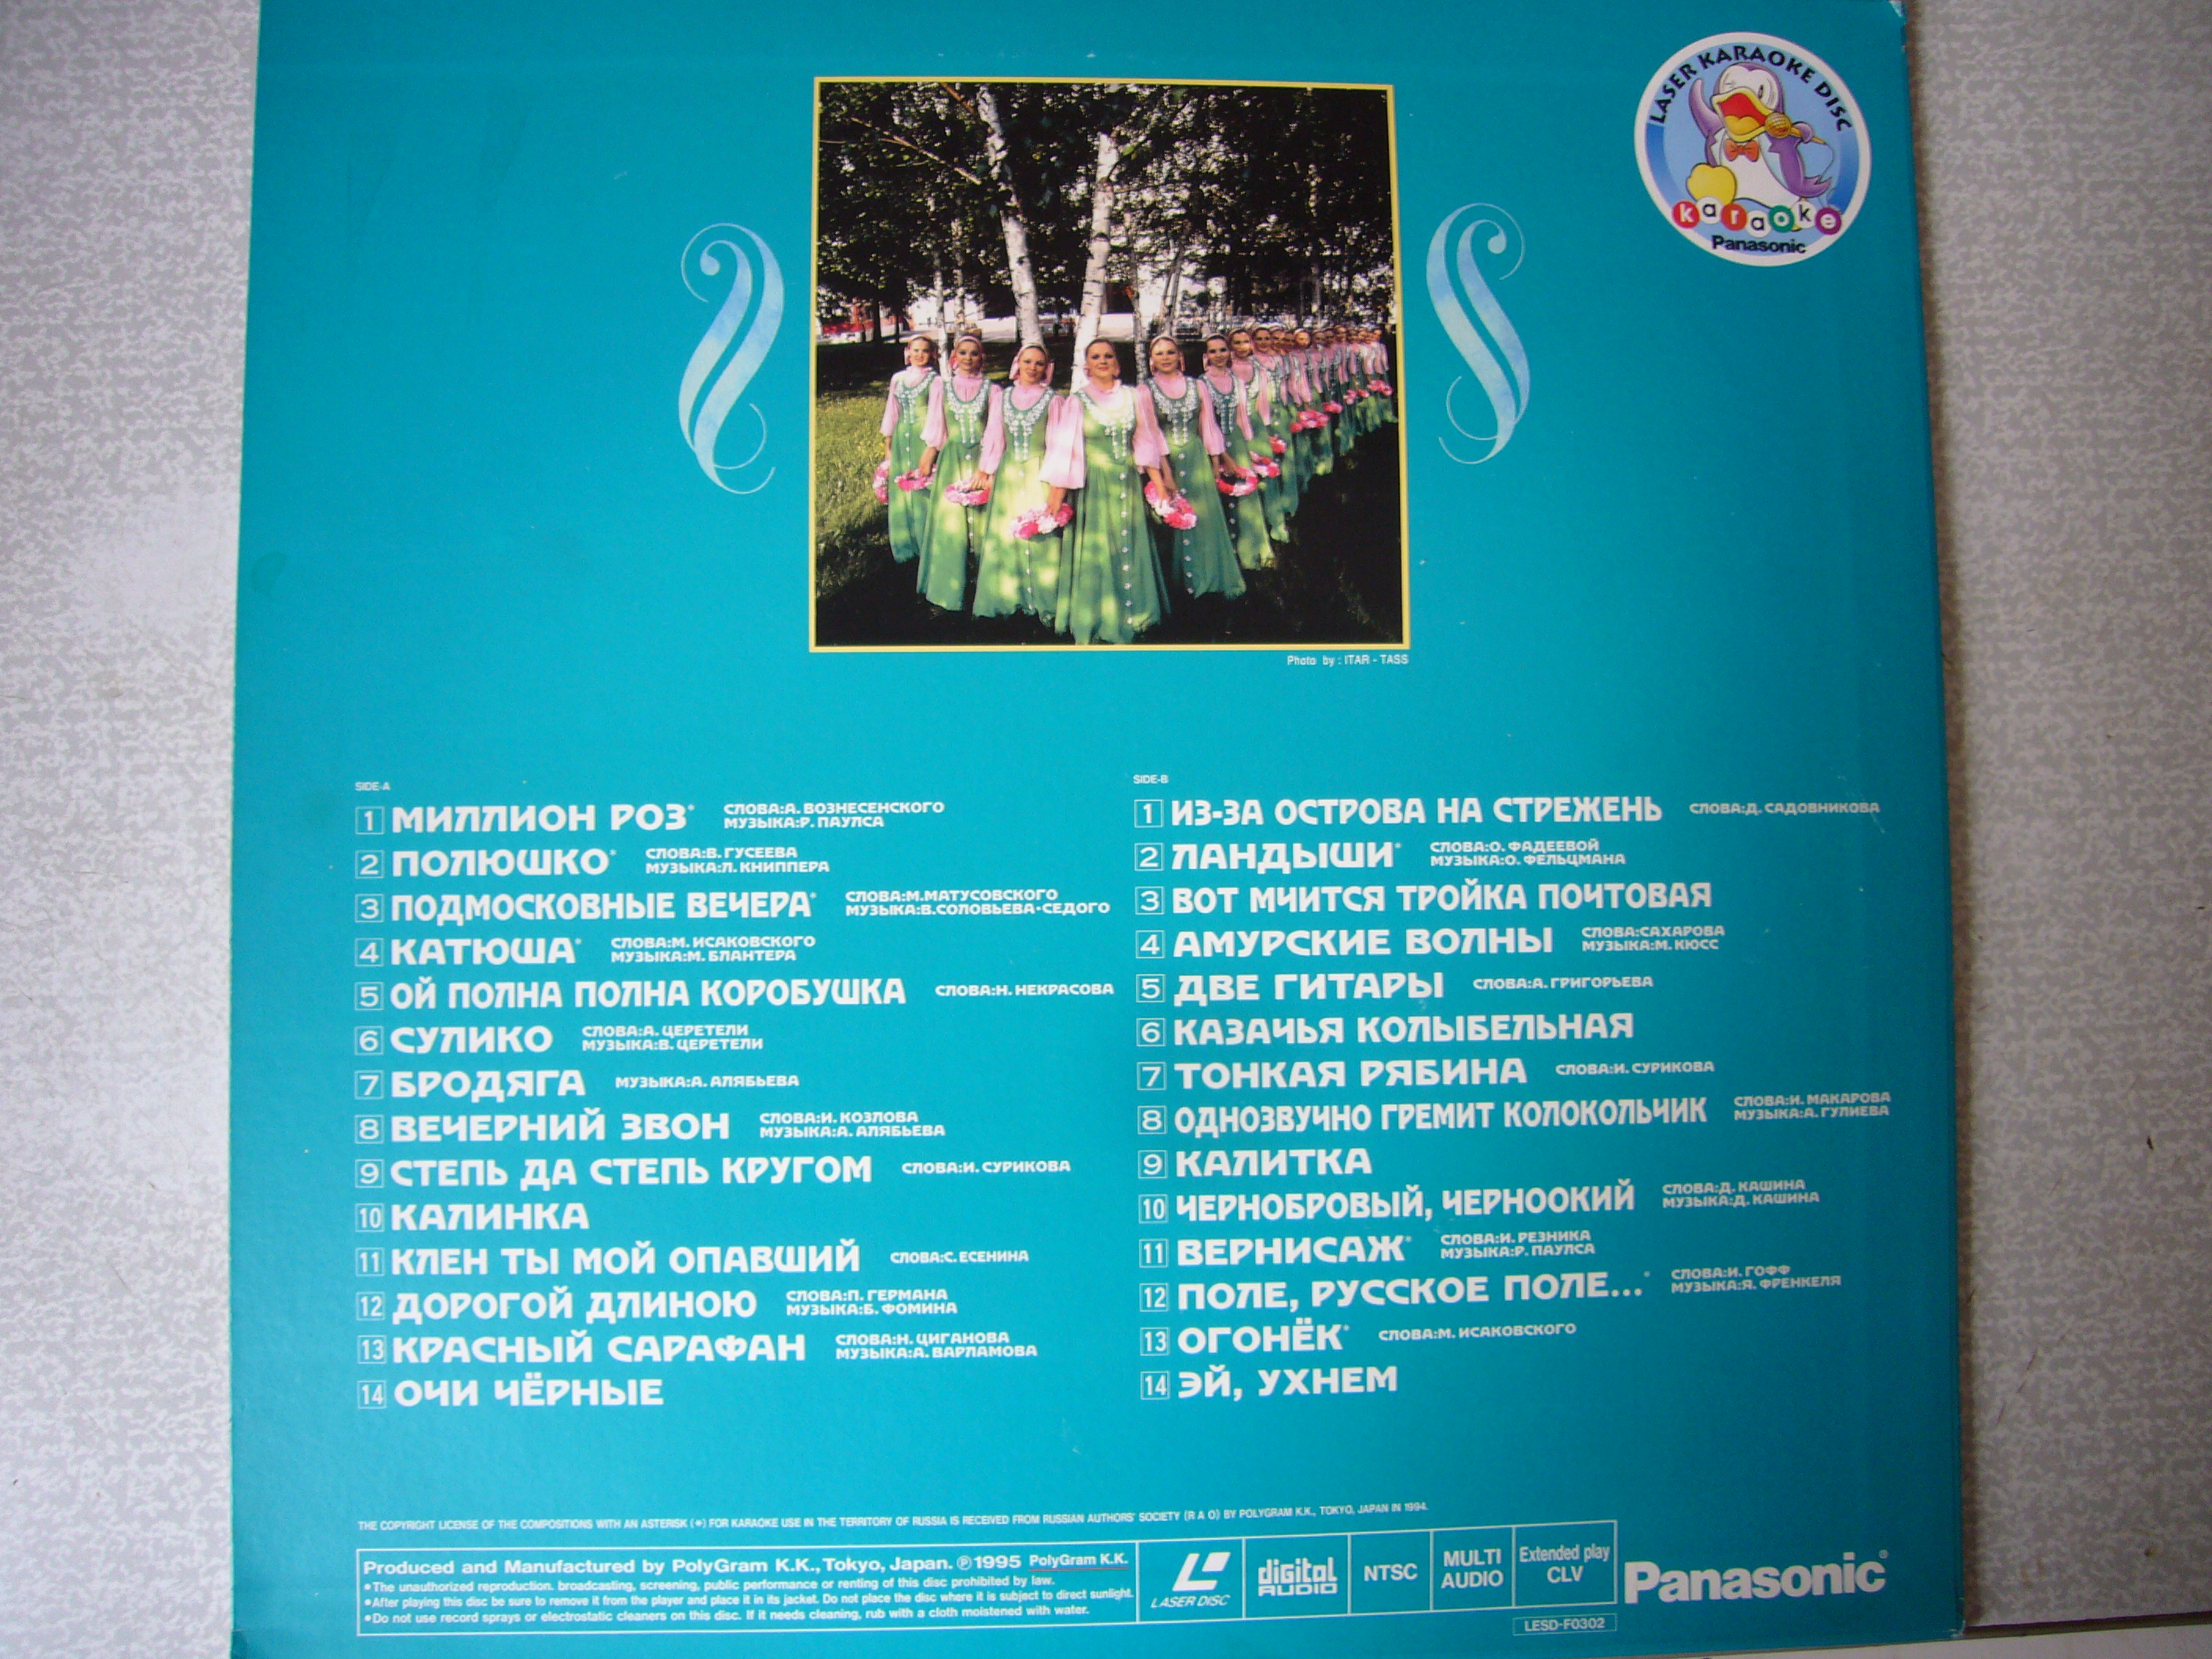 LASER KARAOKE DISC
karaoke
Panasonic
Photo by : ITAR - TASS
SIDE-A
1 МИЛЛИОН РОЗ* СЛОВА:А. ВОЗНЕСЕНСКОГО
МУЗЫКА:Р. ПАУЛСА
2 ПОЛЮШКО* СЛОВА:В. ГУСЕЕВА
МУЗЫКА:Л. КНИППЕРА
3 ПОДМОСКОВНЫЕ ВЕЧЕРА* СЛОВА:М.МАТУСОВСКОГО
МУЗЫКА:В.СОЛОВЬЕВА·СЕДОГО
4 КАТЮША* СЛОВА:М. ИСАКОВСКОГО
МУЗЫКА:М. БЛАНТЕРА
5 ОЙ ПОЛНА ПОЛНА КОРОБУШКА СЛОВА:Н. НЕКРАСОВА
6 СУЛИКО СЛОВА:А. ЦЕРЕТЕЛИ
МУЗЫКА:В. ЦЕРЕТЕЛИ
7 БРОДЯГА МУЗЫКА:А. АЛЯБЬЕВА
8 ВЕЧЕРНИЙ ЗВОН СЛОВА:И. КОЗЛОВА
МУЗЫКА:А. АЛЯБЬЕВА
9 СТЕПЬ ДА СТЕПЬ КРУГОМ СЛОВА:И. СУРИКОВА
10 КАЛИНКА
11 КЛЕН ТЫ МОЙ ОПАВШИЙ СЛОВА:С. ЕСЕНИНА
12 ДОРОГОЙ ДЛИНОЮ СЛОВА:П. ГЕРМАНА
МУЗЫКА:Б. ФОМИНА
13 КРАСНЫЙ САРАФАН СЛОВА:Н. ЦИГАНОВА
МУЗЫКА:А. ВАРЛАМОВА
14 ОЧИ ЧЁРНЫЕ
SIDE-B
1 ИЗ-ЗА ОСТРОВА НА СТРЕЖЕНЬ СЛОВА:Д. САДОВНИКОВА
2 ЛАНДЫШИ* СЛОВА:О. ФАДЕЕВОЙ
МУЗЫКА:О. ФЕЛЬЦМАНА
3 ВОТ МЧИТСЯ ТРОЙКА ПОЧТОВАЯ
4 АМУРСКИЕ ВОЛНЫ СЛОВА:САХАРОВА
МУЗЫКА:М. КЮСС
5 ДВЕ ГИТАРЫ СЛОВА:А. ГРИГОРЬЕВА
6 КАЗАЧЬЯ КОЛЫБЕЛЬНАЯ
7 ТОНКАЯ РЯБИНА СЛОВА:И. СУРИКОВА
8 ОДНОЗВУЧНО ГРЕМИТ КОЛОКОЛЬЧИК СЛОВА:И. МАКАРОВА
МУЗЫКА:А. ГУЛИЕВА
9 КАЛИТКА
10 ЧЕРНОБРОВЫЙ, ЧЕРНООКИЙ СЛОВА:Д. КАШИНА
МУЗЫКА:Д. КАШИНА
11 ВЕРНИСАЖ* СЛОВА:И. РЕЗНИКА
МУЗЫКА:Р. ПАУЛСА
12 ПОЛЕ, РУССКОЕ ПОЛЕ...* СЛОВА:И. ГОФФ
МУЗЫКА:Я. ФРЕНКЕЛЯ
13 ОГОНЁК* СЛОВА:М. ИСАКОВСКОГО
14 ЭЙ, УХНЕМ
THE COPYRIGHT LICENSE OF THE COMPOSITIONS WITH AN ASTERISK (*) FOR KARAOKE USE IN THE TERRITORY OF RUSSIA IS RECEIVED FROM RUSSIAN AUTHORS' SOCIETY (R A O) BY POLYGRAM K.K., TOKYO, JAPAN IN 1994.
Produced and Manufactured by PolyGram K.K., Tokyo, Japan. ℗1995 PolyGram K.K.
•The unauthorized reproduction. broadcasting, screening, public performance or renting of this disc prohibited by law.
•After playing this disc be sure to remove it from the player and place it in its jacket. Do not place the disc where it is subject to direct sunlight.
•Do not use record sprays or electrostatic cleaners on this disc. If it needs cleaning, rub with a cloth moistened with water.
LASER DISC
digital AUDIO
NTSC
MULTI AUDIO
Extended play CLV
Panasonic®
LESD-F0302